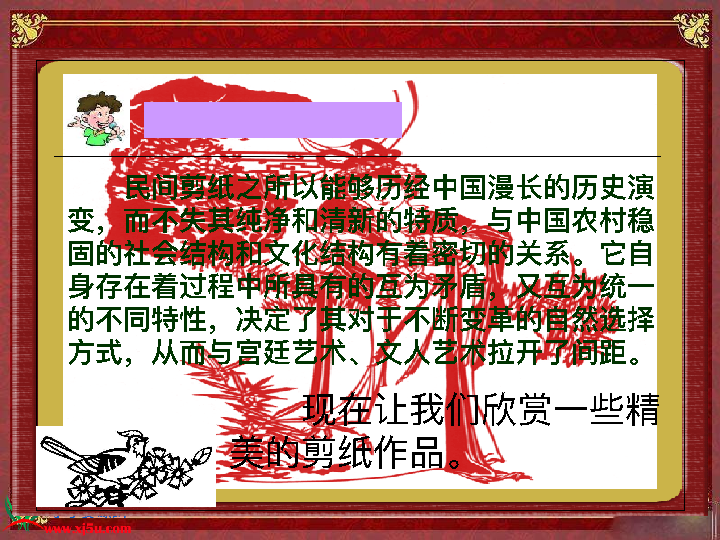 民间剪纸之所以能够历经中国漫长的历史演
变，而不失其纯净和清新的特质，与中国农村稳
固的社会结构和文化结构有着密切的关系。它自
身存在着过程中所具有的互为矛盾，又互为统一
的不同特性，决定了其对于不断变革的自然选择
方式，从而与宫廷艺术、文人艺术拉开了间距。
现在让我们欣赏一些精
美的剪纸作品。
www.xj5u.com